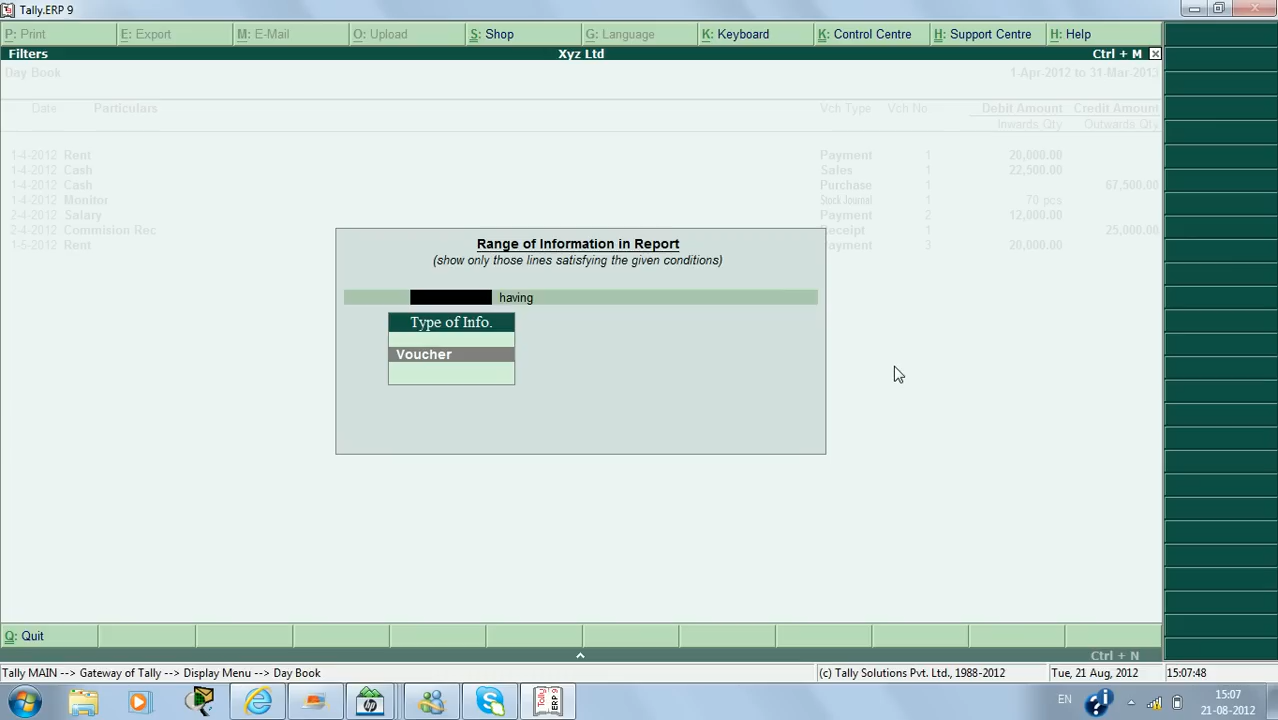 Tally.ERP 9
P: Print E: Export M: E-Mail O: Upload S: Shop G: Language K: Keyboard K: Control Centre H: Support Centre H: Help
Filters Xyz Ltd Ctrl + M
Day Book 1-Apr-2012 to 31-Mar-2013
Date Particulars Vch Type Vch No Debit Amount Credit Amount
Inwards Qty Outwards Qty
1-4-2012 Rent Payment 1 20,000.00
1-4-2012 Cash Sales 1 22,500.00
1-4-2012 Cash Purchase 1 67,500.00
1-4-2012 Monitor Stock Journal 1 70 pcs
2-4-2012 Salary Payment 2 12,000.00
2-4-2012 Commision Rec Receipt 1 25,000.00
1-5-2012 Rent ayment 3 20,000.00
Range of Information in Report
(show only those lines satisfying the given conditions)
having
Type of Info.
Voucher
Q: Quit
Ctrl + N
Tally MAIN --> Gateway of Tally --> Display Menu --> Day Book (c) Tally Solutions Pvt. Ltd., 1988-2012 Tue, 21 Aug, 2012 15:07:48
EN 15:07
21-08-2012